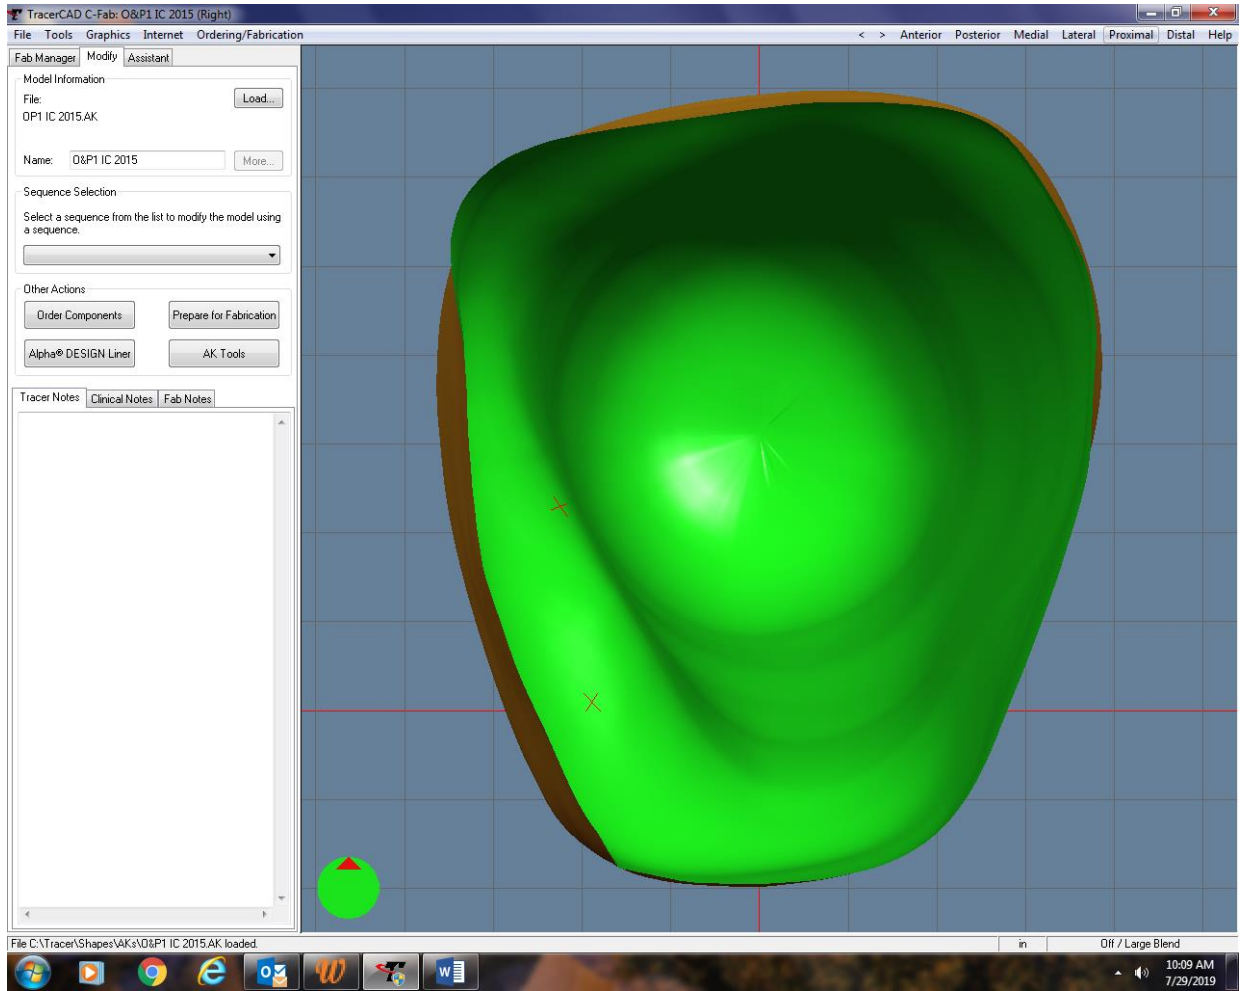 TracerCAD C-Fab: O&P1 IC 2015 (Right)
File Tools Graphics Internet Ordering/Fabrication < > Anterior Posterior Medial Lateral Proximal Distal Help
Fab Manager Modify Assistant
Model Information
File: Load...
OP1 IC 2015.AK
Name: O&P1 IC 2015 More...
Sequence Selection
Select a sequence from the list to modify the model using
a sequence.
Other Actions
Order Components Prepare for Fabrication
Alpha® DESIGN Liner AK Tools
Tracer Notes Clinical Notes Fab Notes
File C:\Tracer\Shapes\AKs\O&P1 IC 2015.AK loaded. in Off / Large Blend
10:09 AM
7/29/2019